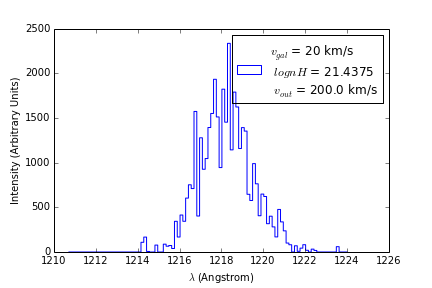 2500
2000
1500
1000
500
0
Intensity (Arbitrary Units)
v_gal = 20 km/s
lognH = 21.4375
v_out = 200.0 km/s
1210 1212 1214 1216 1218 1220 1222 1224 1226
λ (Angstrom)